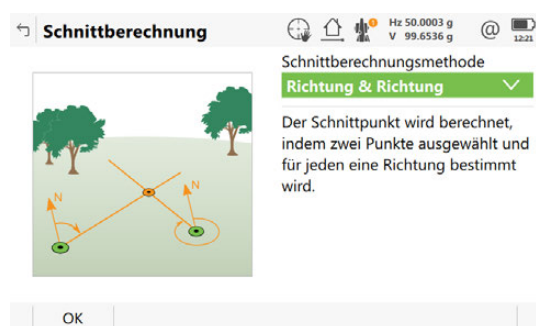 Schnittberechnung
Hz 50.0003 g
V 99.6536 g
@
12:21
Schnittberechnungsmethode
Richtung & Richtung
Der Schnittpunkt wird berechnet,
indem zwei Punkte ausgewählt und
für jeden eine Richtung bestimmt
wird.
N
N
OK